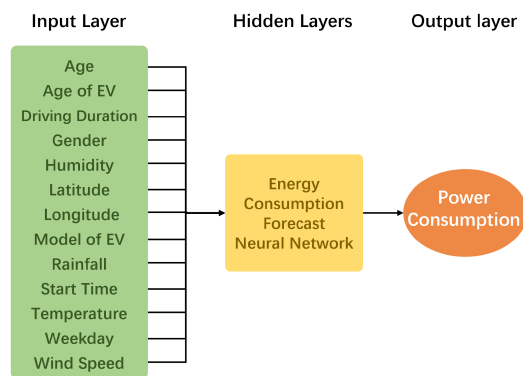 Input Layer
Hidden Layers
Output layer
Age
Age of EV
Driving Duration
Gender
Humidity
Latitude
Longitude
Model of EV
Rainfall
Start Time
Temperature
Weekday
Wind Speed
Energy
Consumption
Forecast
Neural Network
Power
Consumption